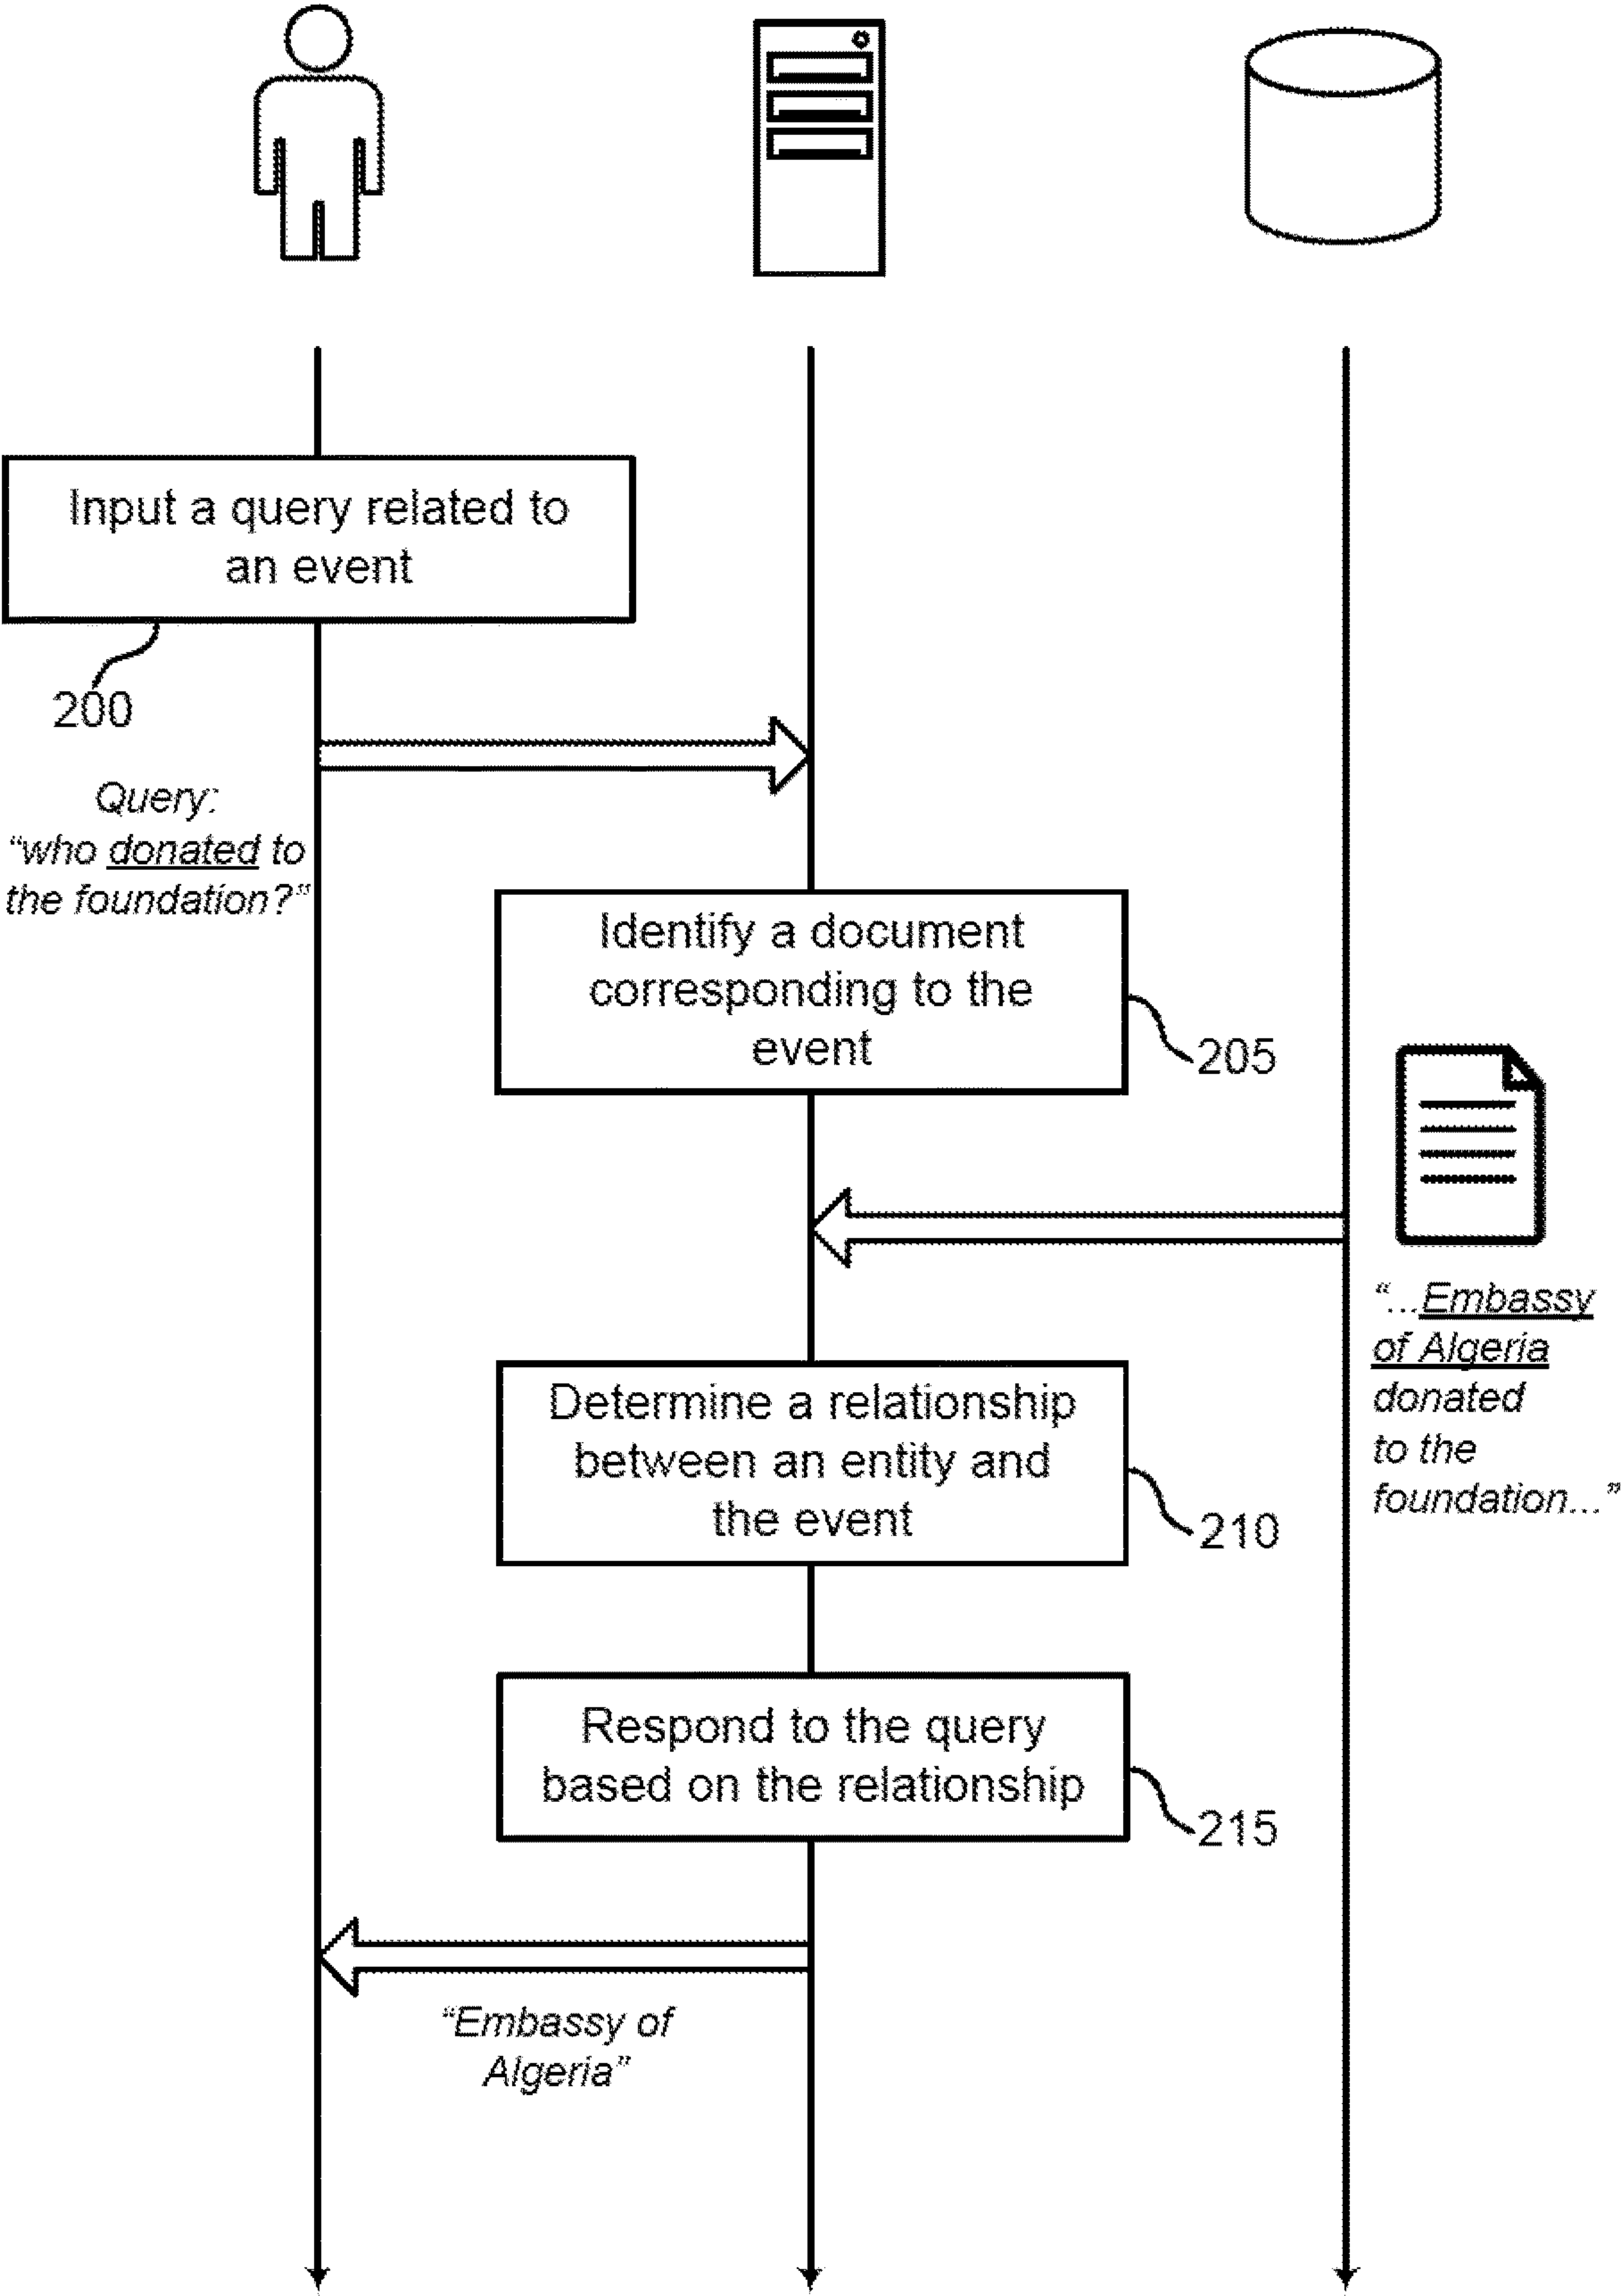 Input a query related to
an event
200
Query:
“who donated to
the foundation?”
Identify a document
corresponding to the
event
205
“...Embassy
of Algeria
donated
to the
foundation...”
Determine a relationship
between an entity and
the event
210
Respond to the query
based on the relationship
215
“Embassy of
Algeria”